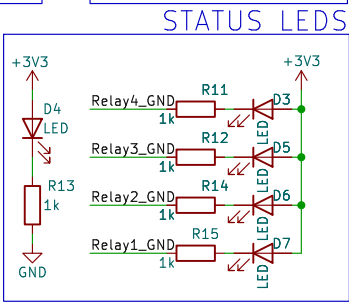 STATUS LEDS
+3V3
D4
LED
R13
1k
GND
+3V3
Relay4_GND
R11
1k
D3
LED
Relay3_GND
R12
1k
D5
LED
Relay2_GND
R14
1k
D6
LED
Relay1_GND
R15
1k
D7
LED